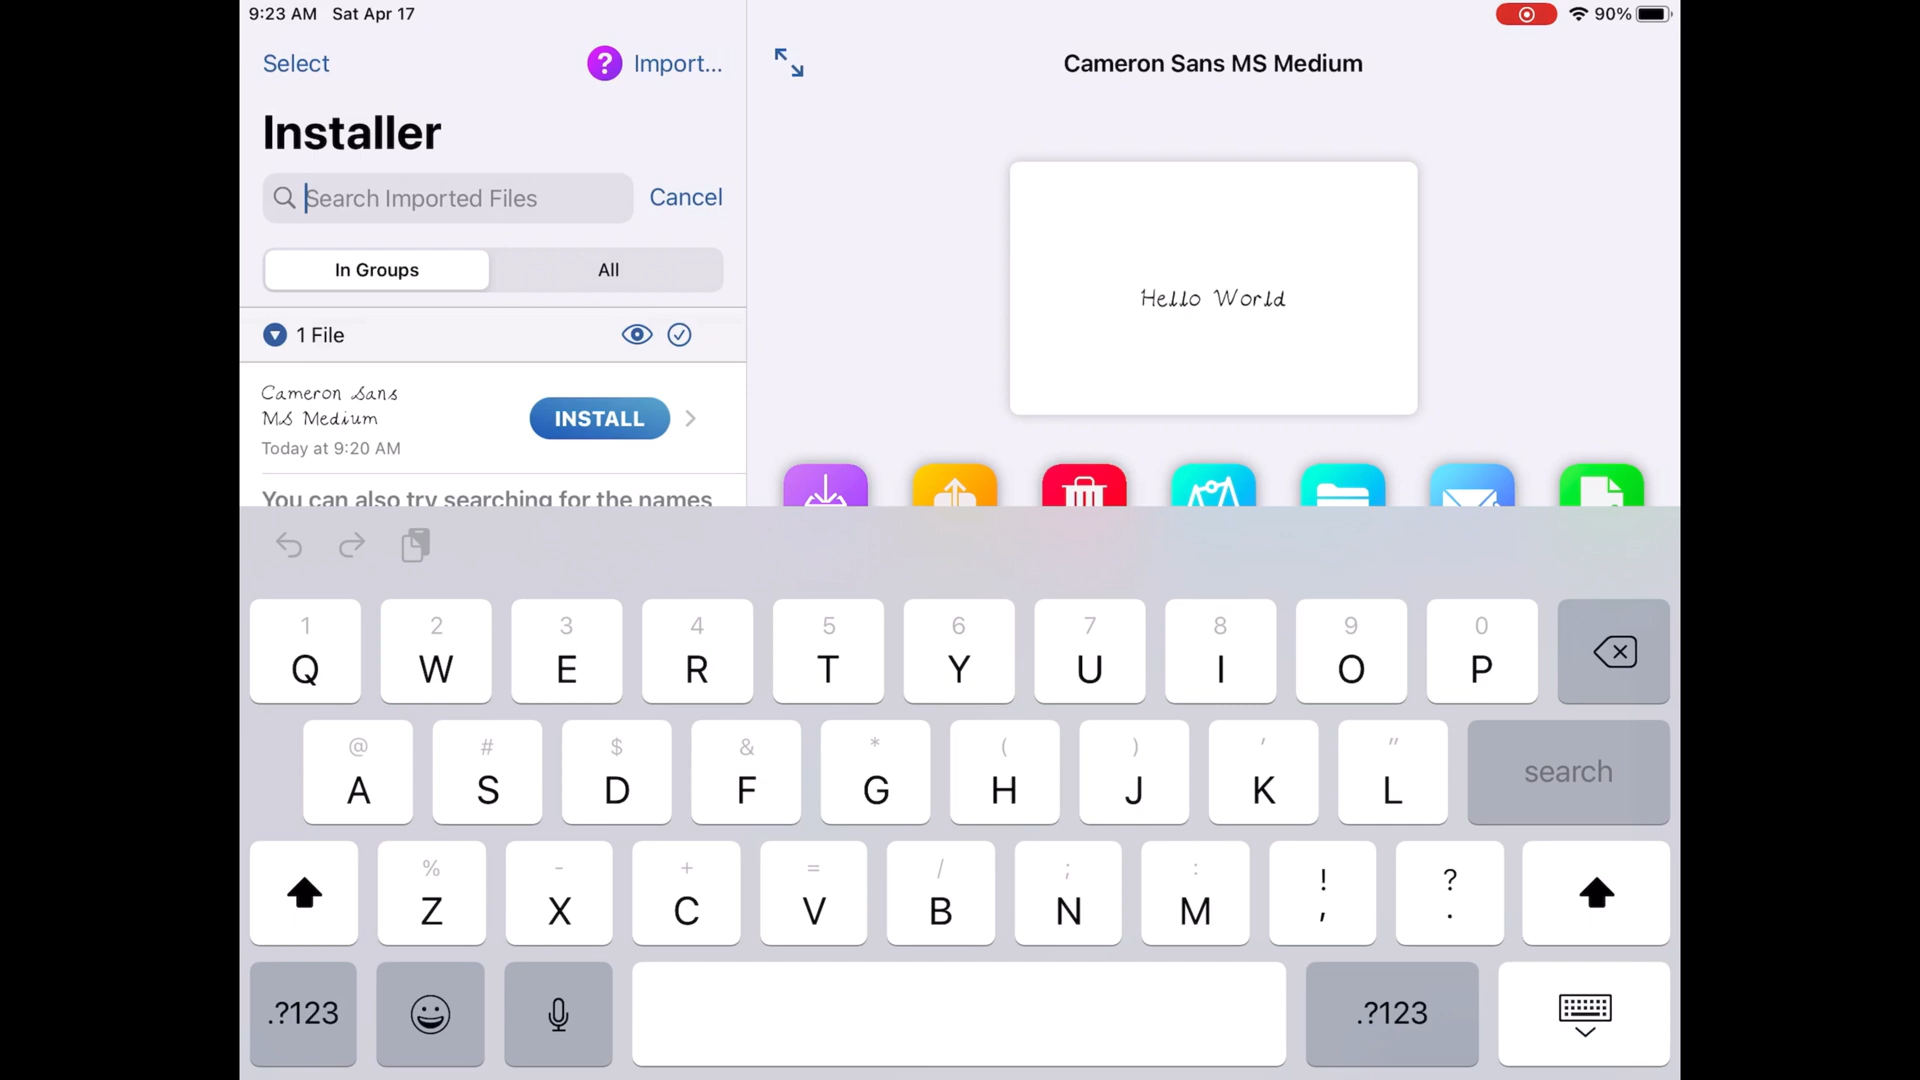 9:23 AM Sat Apr 17
90%
Select
? Import...
Cameron Sans MS Medium
Installer
Search Imported Files
Cancel
In Groups
All
Hello World
1 File
Cameron Sans
MS Medium
INSTALL
Today at 9:20 AM
You can also try searching for the names
1 2 3 4 5 6 7 8 9 0
Q W E R T Y U I O P
@ # $ & * ( ) ' "
A S D F G H J K L search
% - + = / ; : ! ?
Z X C V B N M , .
.?123 .?123